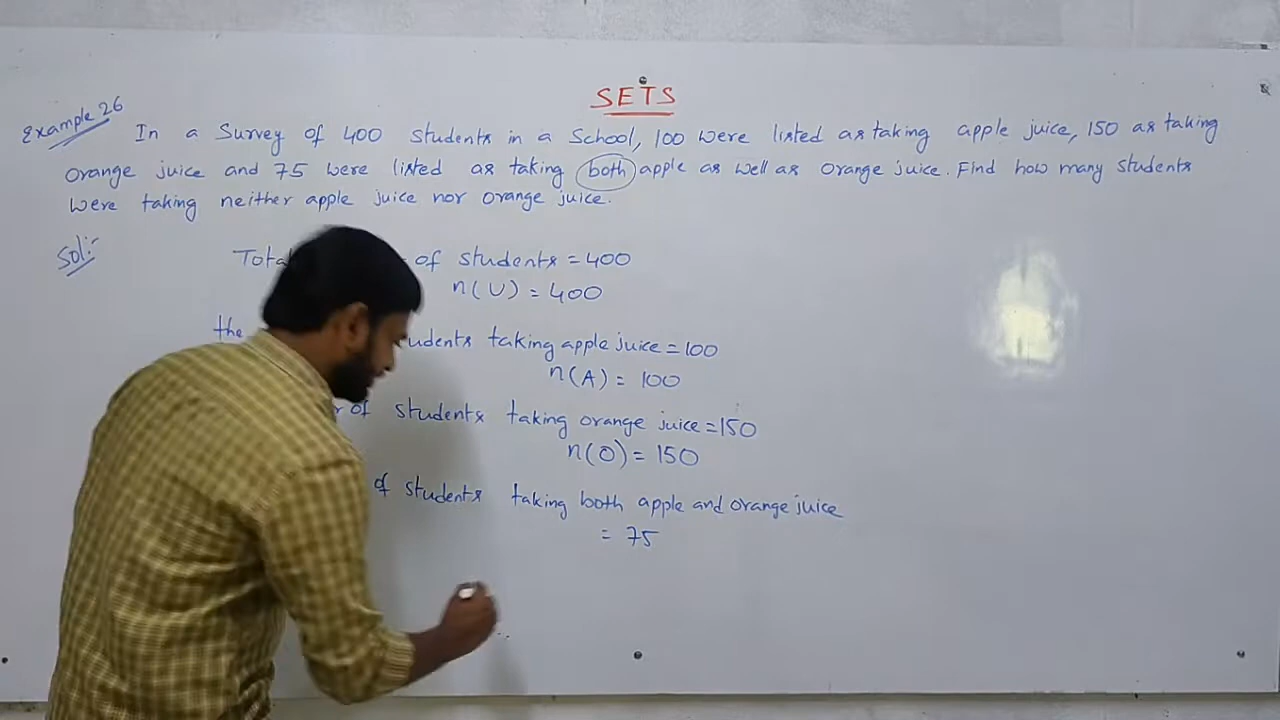 SETS
Example 26
In a Survey of 400 students in a School, 100 were listed as taking apple juice, 150 as taking
orange juice and 75 were listed as taking both apple as well as orange juice. Find how many students
were taking neither apple juice nor orange juice.
Sol:-
of students = 400
n(U) = 400
the taking apple juice = 100
n(A) = 100
of students taking orange juice = 150
n(O) = 150
of students taking both apple and orange juice
= 75